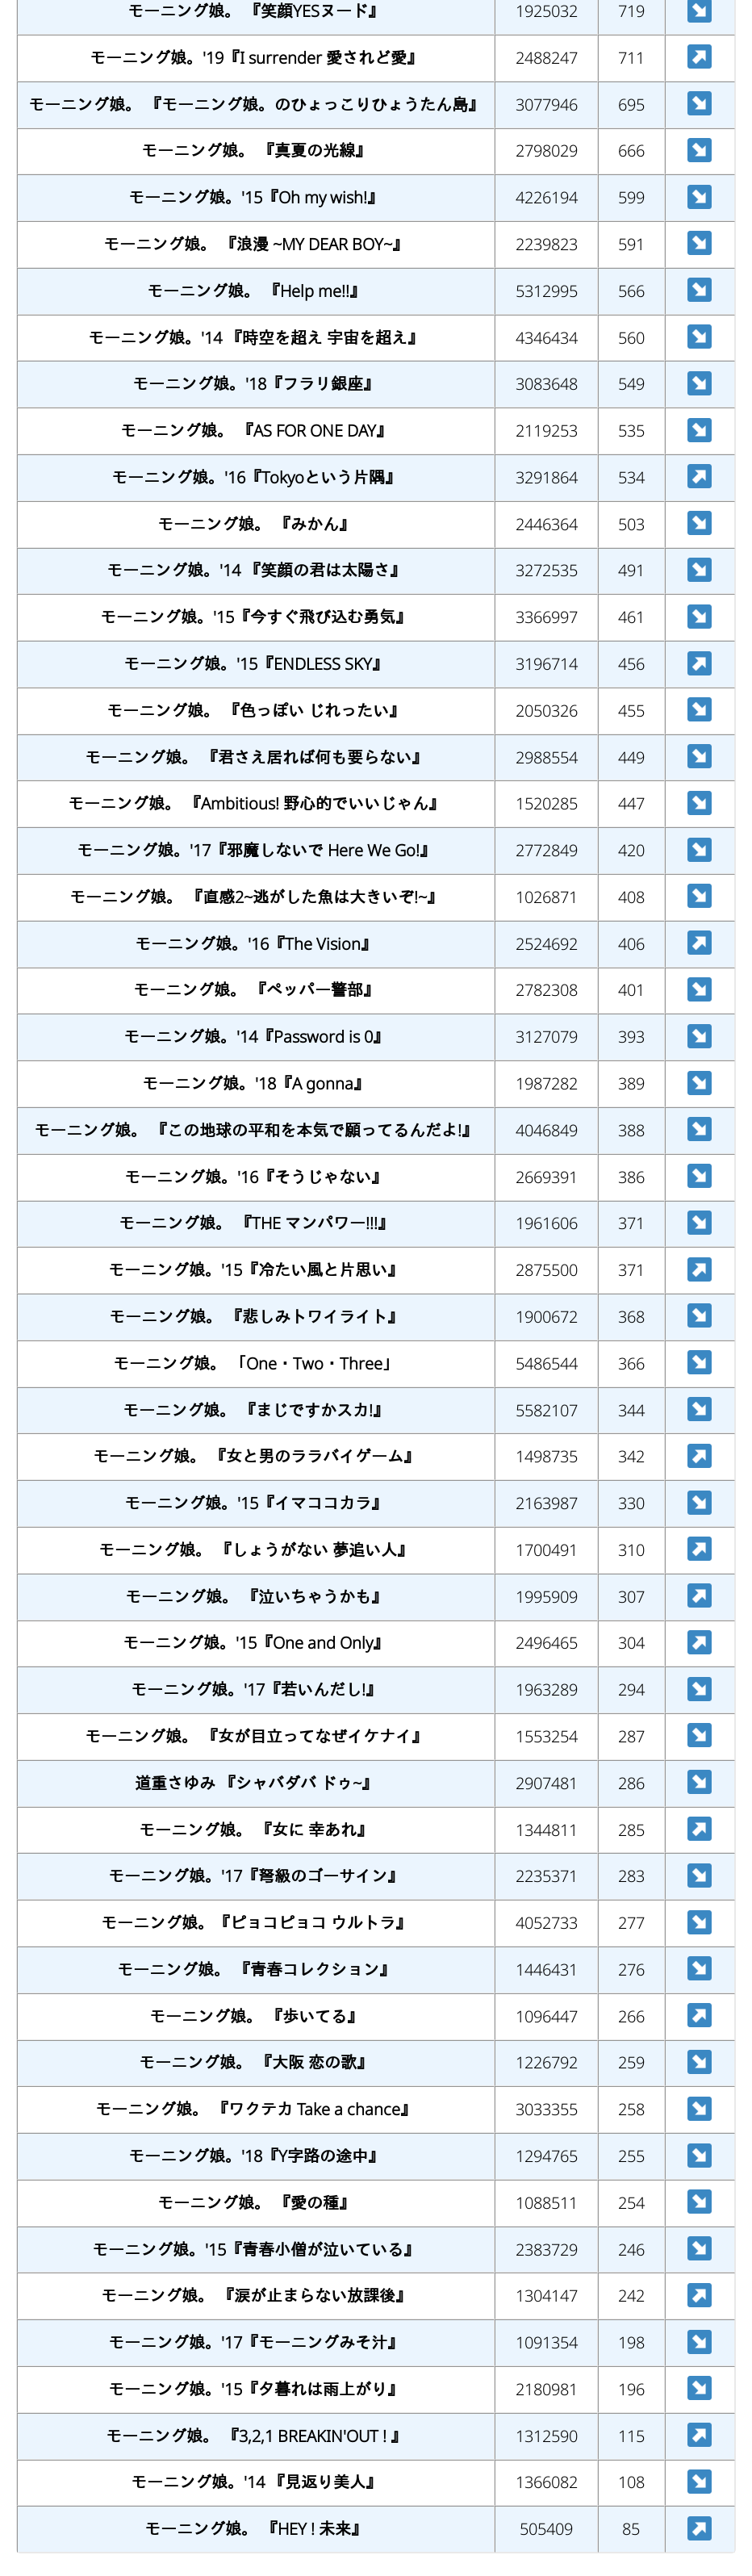 モーニング娘。 『笑顔YESヌード』 1925032 719 ↘
モーニング娘。'19『I surrender 愛されど愛』 2488247 711 ↗
モーニング娘。 『モーニング娘。のひょっこりひょうたん島』 3077946 695 ↘
モーニング娘。 『真夏の光線』 2798029 666 ↘
モーニング娘。'15『Oh my wish!』 4226194 599 ↘
モーニング娘。 『浪漫 ~MY DEAR BOY~』 2239823 591 ↘
モーニング娘。 『Help me!!』 5312995 566 ↘
モーニング娘。'14 『時空を超え 宇宙を超え』 4346434 560 ↘
モーニング娘。'18『フラリ銀座』 3083648 549 ↘
モーニング娘。 『AS FOR ONE DAY』 2119253 535 ↘
モーニング娘。'16『Tokyoという片隅』 3291864 534 ↗
モーニング娘。 『みかん』 2446364 503 ↘
モーニング娘。'14 『笑顔の君は太陽さ』 3272535 491 ↘
モーニング娘。'15『今すぐ飛び込む勇気』 3366997 461 ↘
モーニング娘。'15『ENDLESS SKY』 3196714 456 ↗
モーニング娘。 『色っぽい じれったい』 2050326 455 ↘
モーニング娘。 『君さえ居れば何も要らない』 2988554 449 ↘
モーニング娘。 『Ambitious! 野心的でいいじゃん』 1520285 447 ↘
モーニング娘。'17『邪魔しないで Here We Go!』 2772849 420 ↘
モーニング娘。 『直感2~逃がした魚は大きいぞ!~』 1026871 408 ↘
モーニング娘。'16『The Vision』 2524692 406 ↗
モーニング娘。 『ペッパー警部』 2782308 401 ↘
モーニング娘。'14『Password is 0』 3127079 393 ↘
モーニング娘。'18『A gonna』 1987282 389 ↘
モーニング娘。 『この地球の平和を本気で願ってるんだよ!』 4046849 388 ↘
モーニング娘。'16『そうじゃない』 2669391 386 ↘
モーニング娘。 『THE マンパワー!!!』 1961606 371 ↘
モーニング娘。'15『冷たい風と片思い』 2875500 371 ↗
モーニング娘。 『悲しみトワイライト』 1900672 368 ↘
モーニング娘。 「One・Two・Three」 5486544 366 ↘
モーニング娘。 『まじですかスカ!』 5582107 344 ↘
モーニング娘。 『女と男のララバイゲーム』 1498735 342 ↗
モーニング娘。'15『イマココカラ』 2163987 330 ↘
モーニング娘。 『しょうがない 夢追い人』 1700491 310 ↗
モーニング娘。 『泣いちゃうかも』 1995909 307 ↗
モーニング娘。'15『One and Only』 2496465 304 ↗
モーニング娘。'17『若いんだし!』 1963289 294 ↘
モーニング娘。 『女が目立ってなぜイケナイ』 1553254 287 ↘
道重さゆみ 『シャバダバ ドゥ~』 2907481 286 ↘
モーニング娘。 『女に 幸あれ』 1344811 285 ↗
モーニング娘。'17『弩級のゴーサイン』 2235371 283 ↘
モーニング娘。『ピョコピョコ ウルトラ』 4052733 277 ↘
モーニング娘。 『青春コレクション』 1446431 276 ↘
モーニング娘。 『歩いてる』 1096447 266 ↗
モーニング娘。 『大阪 恋の歌』 1226792 259 ↘
モーニング娘。 『ワクテカ Take a chance』 3033355 258 ↘
モーニング娘。'18『Y字路の途中』 1294765 255 ↘
モーニング娘。 『愛の種』 1088511 254 ↘
モーニング娘。'15『青春小僧が泣いている』 2383729 246 ↘
モーニング娘。 『涙が止まらない放課後』 1304147 242 ↗
モーニング娘。'17『モーニングみそ汁』 1091354 198 ↘
モーニング娘。'15『夕暮れは雨上がり』 2180981 196 ↘
モーニング娘。 『3,2,1 BREAKIN'OUT ! 』 1312590 115 ↗
モーニング娘。'14 『見返り美人』 1366082 108 ↘
モーニング娘。 『HEY ! 未来』 505409 85 ↗